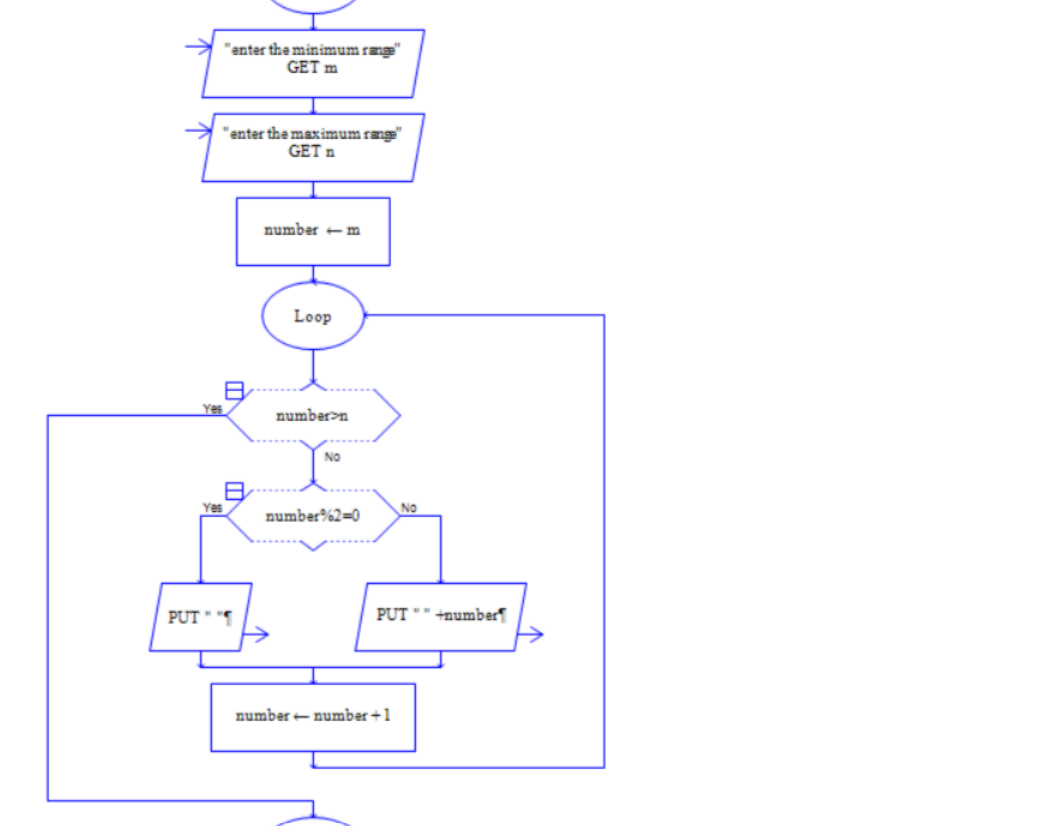 "enter the minimum range"
GET m
"enter the maximum range"
GET n
number ← m
Loop
Yes
number>n
No
Yes
number%2=0
No
PUT " "¶
PUT " " +number¶
number ← number + 1